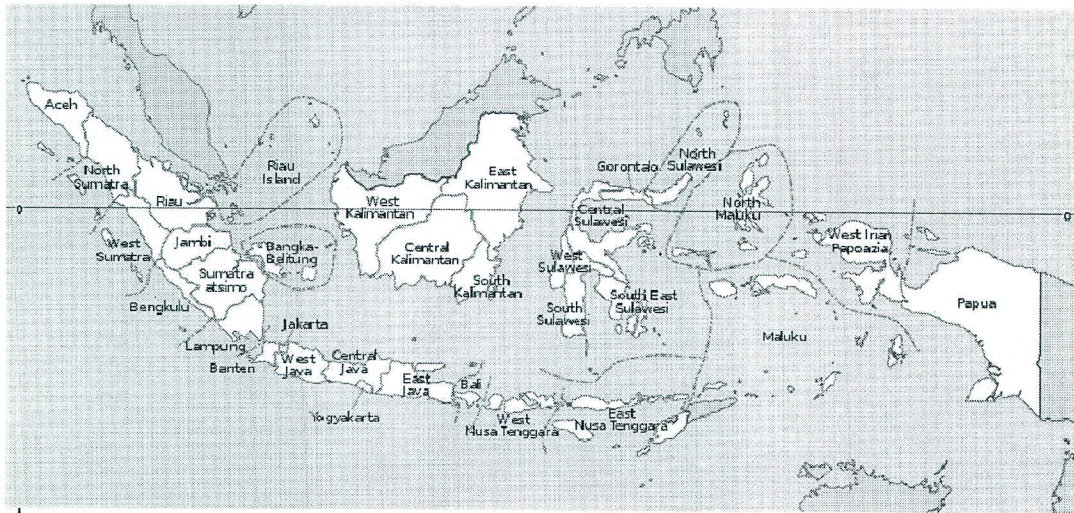 Aceh
North
Sumatra
Riau
Riau
Island
West
Kalimantan
East
Kalimantan
Central
Kalimantan
South
Kalimantan
Gorontalo
North
Sulawesi
Central
Sulawesi
North
Maluku
West Irian
Papoazia
0
0
West
Sumatra
Jambi
Bangka-
Belitung
Sumatra
atsimo
West
Sulawesi
South
Sulawesi
South East
Sulawesi
Papua
Bengkulu
Lampung
Jakarta
Banten
West
Java
Central
Java
East
Java
Bali
Maluku
Yogyakarta
West
Nusa Tenggara
East
Nusa Tenggara